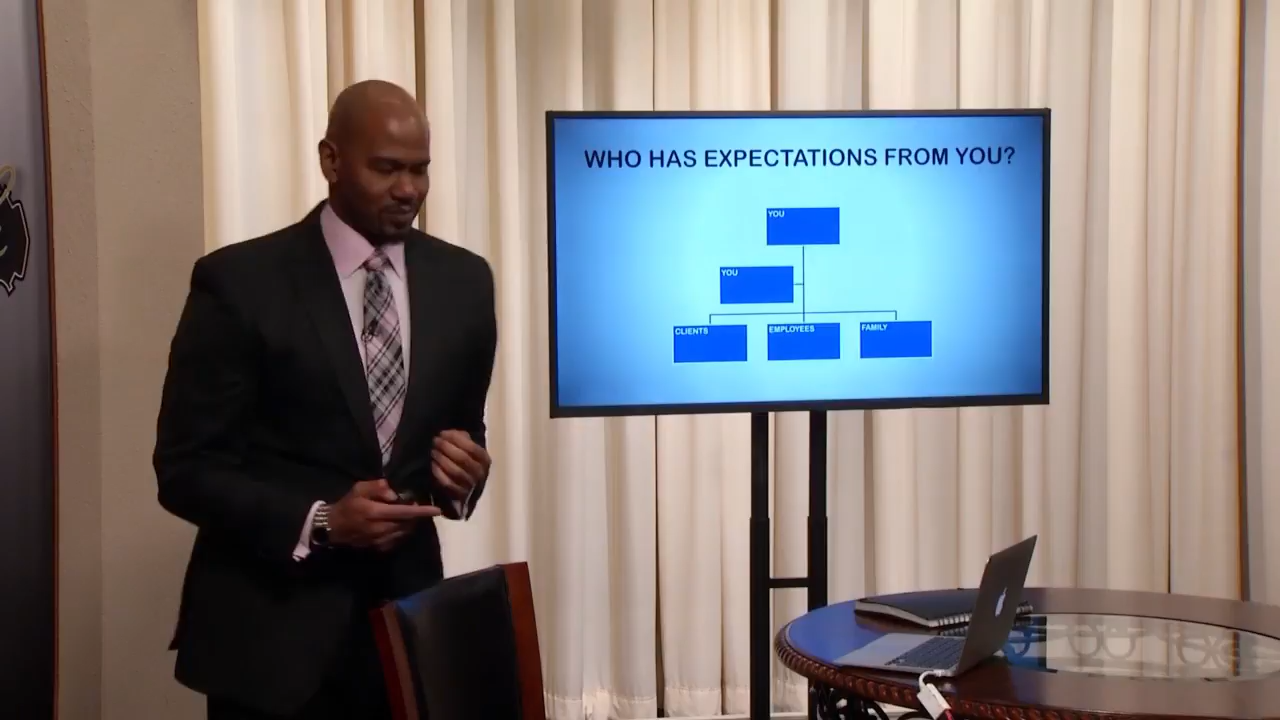 WHO HAS EXPECTATIONS FROM YOU?
YOU
YOU
CLIENTS
EMPLOYEES
FAMILY